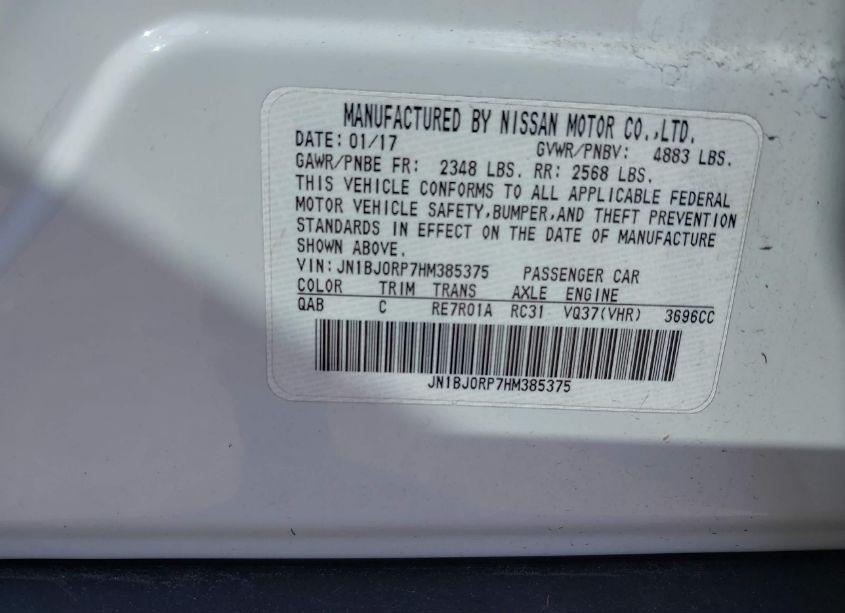 MANUFACTURED BY NISSAN MOTOR CO.,LTD.
DATE: 01/17 GVWR/PNBV: 4883 LBS.
GAWR/PNBE FR: 2348 LBS. RR: 2568 LBS.
THIS VEHICLE CONFORMS TO ALL APPLICABLE FEDERAL
MOTOR VEHICLE SAFETY,BUMPER,AND THEFT PREVENTION
STANDARDS IN EFFECT ON THE DATE OF MANUFACTURE
SHOWN ABOVE.
VIN: JN1BJ0RP7HM385375 PASSENGER CAR
COLOR TRIM TRANS AXLE ENGINE
QAB C RE7R01A RC31 VQ37(VHR) 3696CC
JN1BJ0RP7HM385375